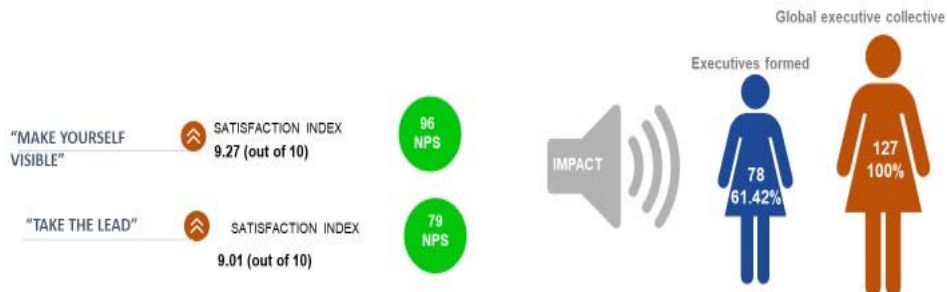 "MAKE YOURSELF
VISIBLE"
SATISFACTION INDEX
9.27 (out of 10)
96
NPS
"TAKE THE LEAD"
SATISFACTION INDEX
9.01 (out of 10)
79
NPS
IMPACT
Executives formed
78
61.42%
Global executive collective
127
100%